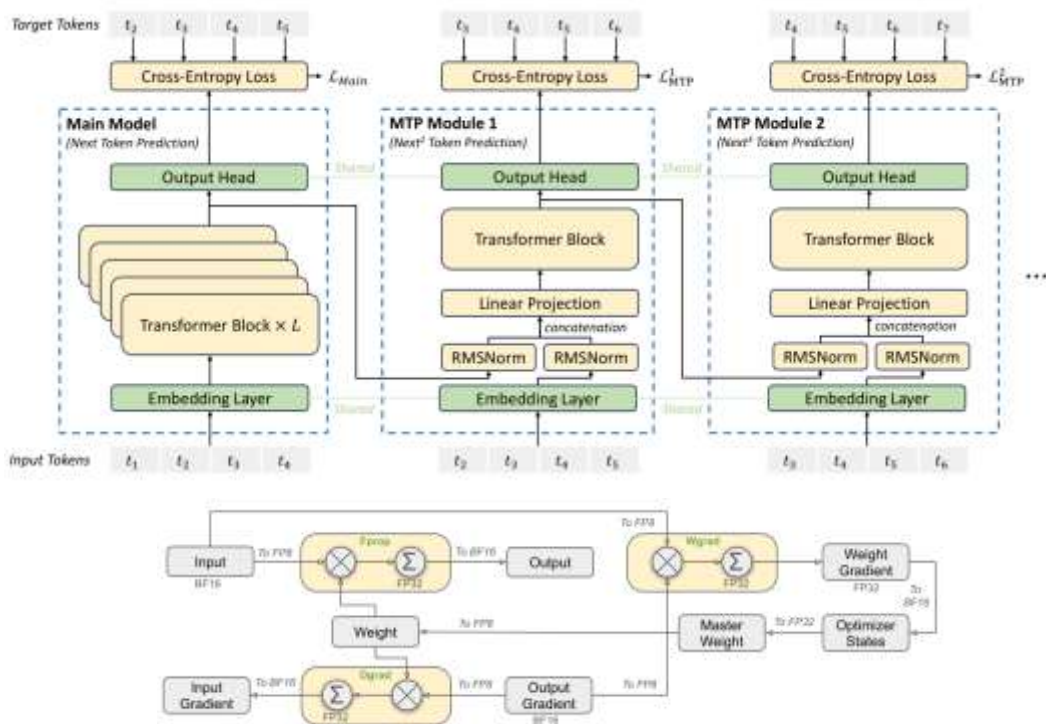 Target Tokens t₂ t₃ t₄ t₅ t₃ t₄ t₅ t₆ t₄ t₅ t₆ t₇
Cross-Entropy Loss ℒMain Cross-Entropy Loss ℒ¹MTP Cross-Entropy Loss ℒ²MTP
Main Model MTP Module 1 MTP Module 2
(Next Token Prediction) (Next² Token Prediction) (Next³ Token Prediction)
Output Head Shared Output Head Shared Output Head
Transformer Block Transformer Block
...
Linear Projection Linear Projection
Transformer Block × L concatenation concatenation
RMSNorm RMSNorm RMSNorm RMSNorm
Embedding Layer Shared Embedding Layer Shared Embedding Layer
Input Tokens t₁ t₂ t₃ t₄ t₂ t₃ t₄ t₅ t₃ t₄ t₅ t₆
To FP8
Fprop Wgrad
Input To FP8 Σ To BF16 Output Σ Weight Gradient
BF16 FP32 FP32 FP32
To BF16
Weight To FP8 Master Weight To FP32 Optimizer States
Dgrad
Input Gradient To BF16 Σ To FP8 Output Gradient To FP8
FP32 BF16